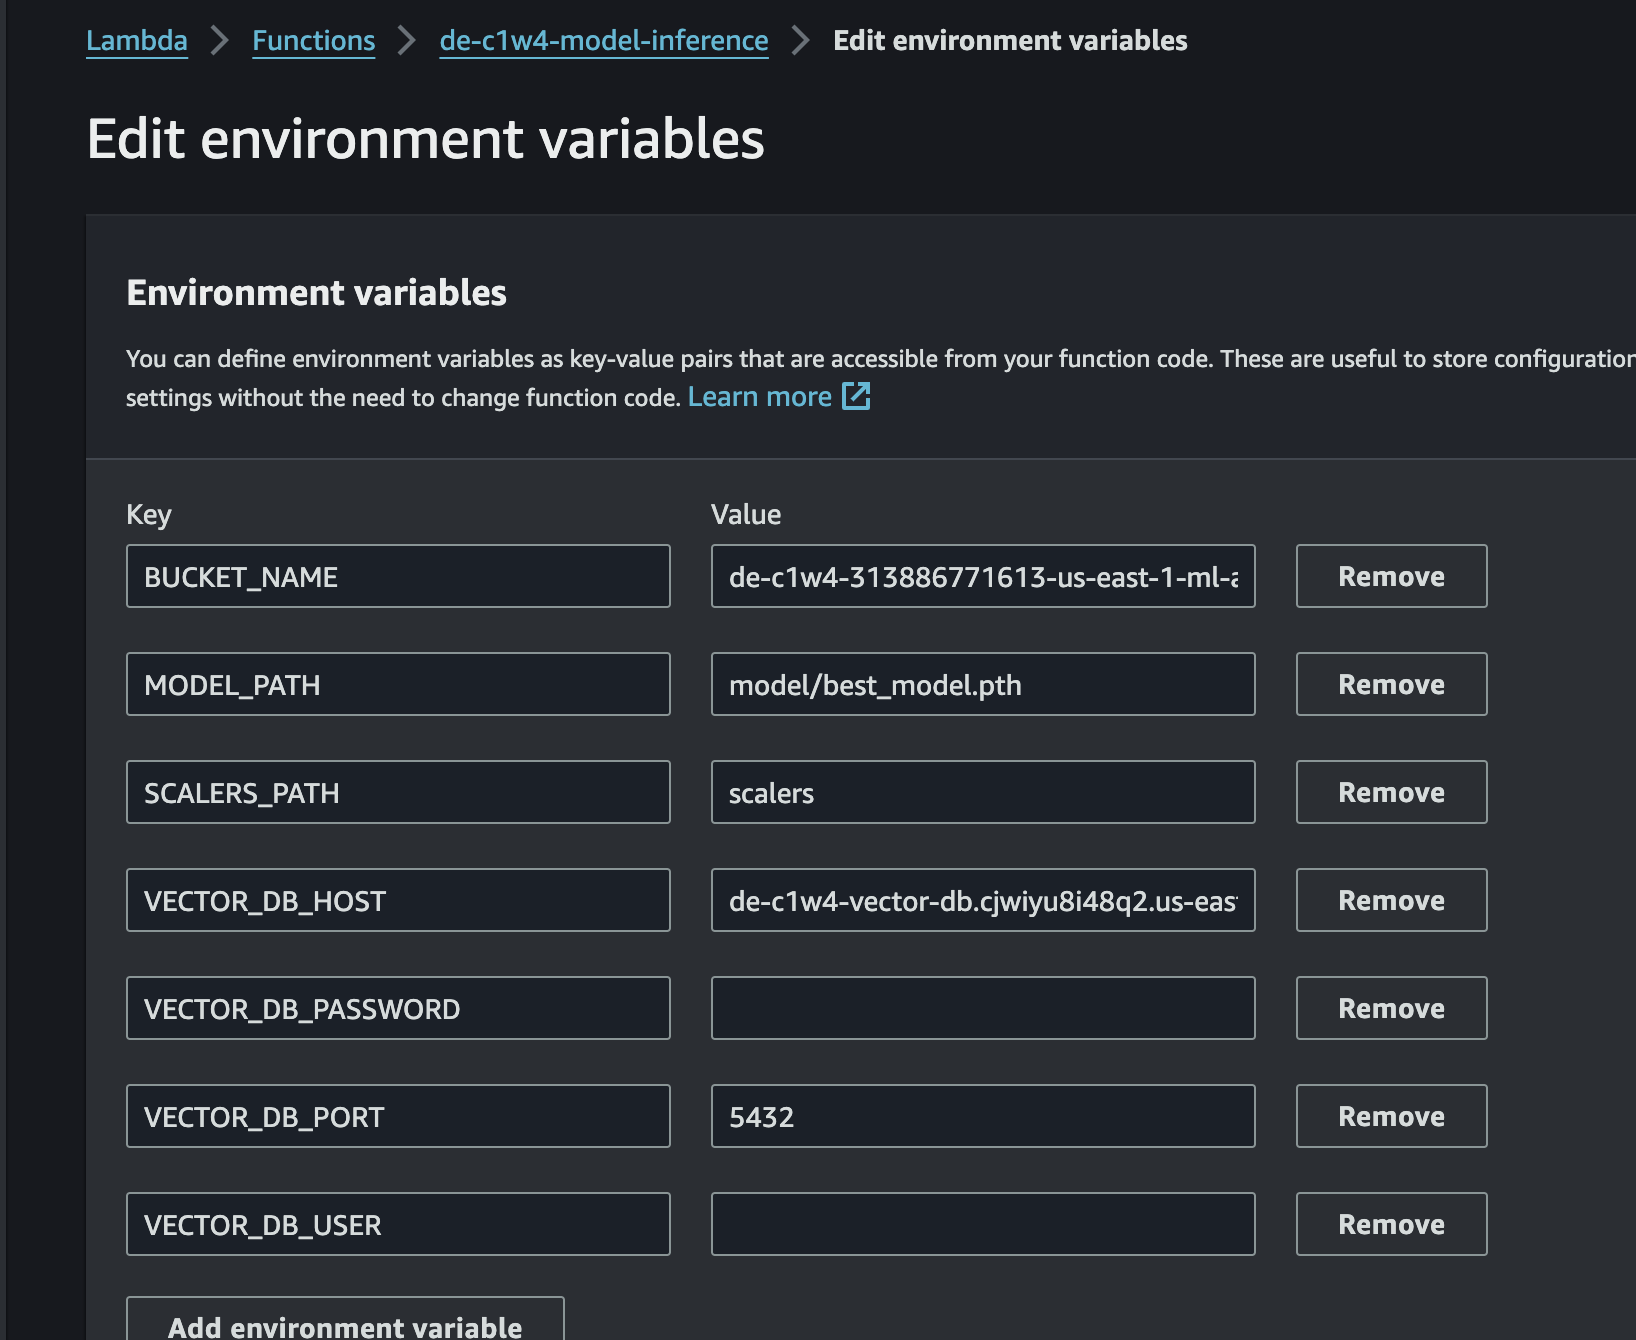 Lambda > Functions > de-c1w4-model-inference > Edit environment variables
Edit environment variables
Environment variables
You can define environment variables as key-value pairs that are accessible from your function code. These are useful to store configuration
settings without the need to change function code. Learn more
Key Value
BUCKET_NAME de-c1w4-313886771613-us-east-1-ml-a Remove
MODEL_PATH model/best_model.pth Remove
SCALERS_PATH scalers Remove
VECTOR_DB_HOST de-c1w4-vector-db.cjwiyu8i48q2.us-east Remove
VECTOR_DB_PASSWORD Remove
VECTOR_DB_PORT 5432 Remove
VECTOR_DB_USER Remove
Add environment variable